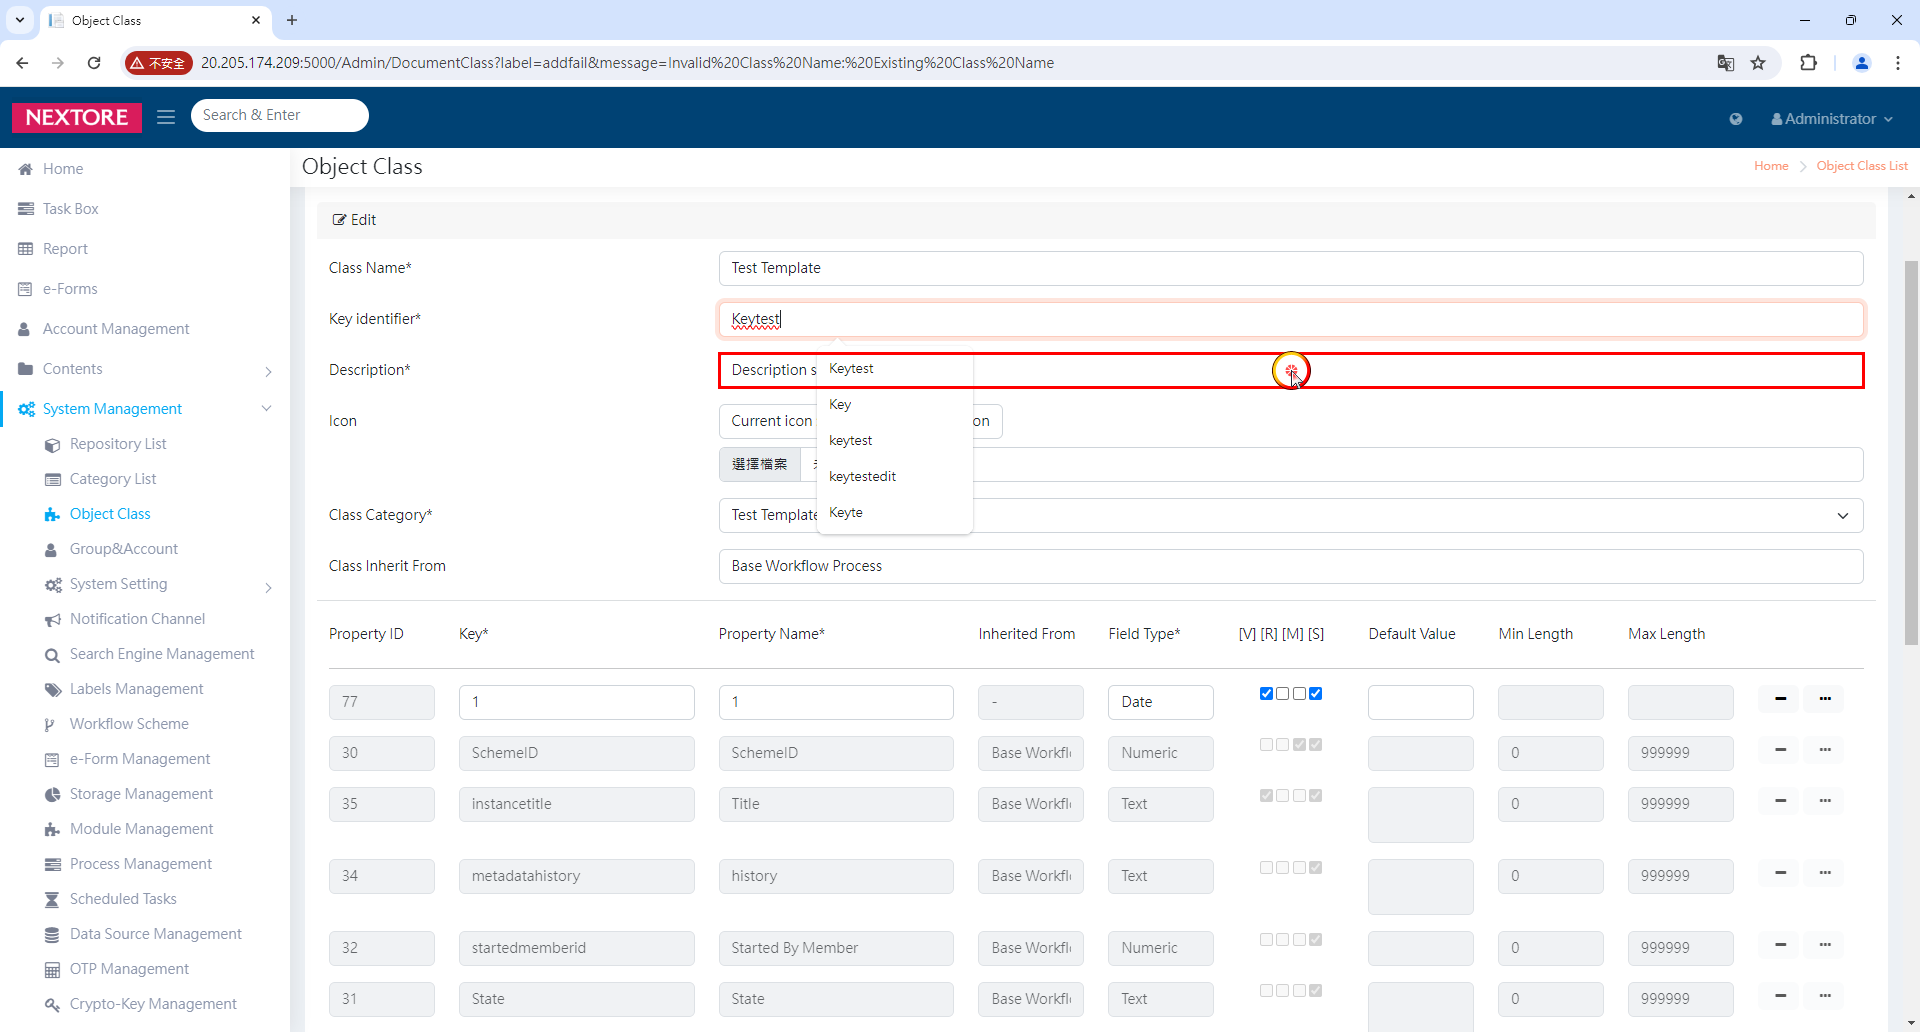 Object Class
不安全
20.205.174.209:5000/Admin/DocumentClass?label=addfail&message=Invalid%20Class%20Name:%20Existing%20Class%20Name
NEXTORE
Search & Enter
Administrator
Home
Task Box
Report
e-Forms
Account Management
Contents
System Management
Repository List
Category List
Object Class
Group&Account
System Setting
Notification Channel
Search Engine Management
Labels Management
Workflow Scheme
e-Form Management
Storage Management
Module Management
Process Management
Scheduled Tasks
Data Source Management
OTP Management
Crypto-Key Management
Object Class
Home > Object Class List
Edit
Class Name* Test Template
Key identifier* Keytest
Description* Description s
Keytest
Key
keytest
keytestedit
Keyte
Icon Current icon on
選擇檔案
Class Category* Test Template
Class Inherit From Base Workflow Process
Property ID Key* Property Name* Inherited From Field Type* [V] [R] [M] [S] Default Value Min Length Max Length
77 1 1 - Date
30 SchemeID SchemeID Base Workfl Numeric 0 999999
35 instancetitle Title Base Workfl Text 0 999999
34 metadatahistory history Base Workfl Text 0 999999
32 startedmemberid Started By Member Base Workfl Numeric 0 999999
31 State State Base Workfl Text 0 999999